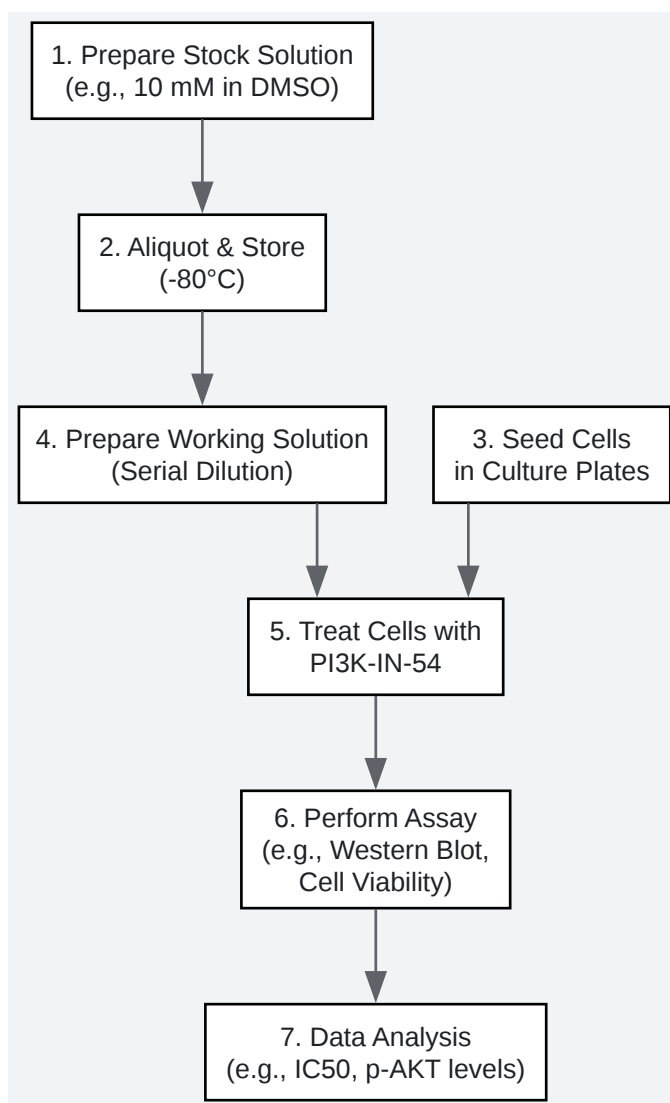 1. Prepare Stock Solution
(e.g., 10 mM in DMSO)
2. Aliquot & Store
(-80°C)
4. Prepare Working Solution
(Serial Dilution)
3. Seed Cells
in Culture Plates
5. Treat Cells with
PI3K-IN-54
6. Perform Assay
(e.g., Western Blot,
Cell Viability)
7. Data Analysis
(e.g., IC50, p-AKT levels)